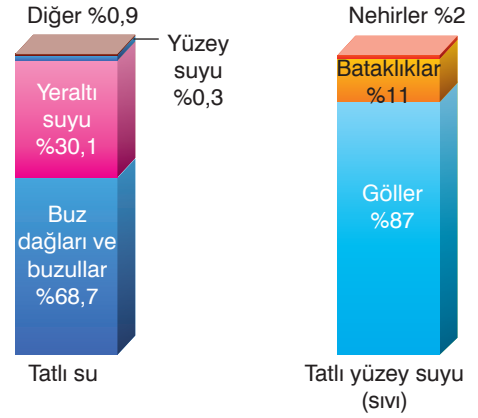 Diğer %0,9
Yüzey
suyu
%0,3
Yeraltı
suyu
%30,1
Buz
dağları ve
buzullar
%68,7
Tatlı su
Nehirler %2
Bataklıklar
%11
Göller
%87
Tatlı yüzey suyu
(sıvı)